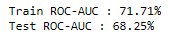 Train ROC-AUC : 71.71%
Test ROC-AUC : 68.25%